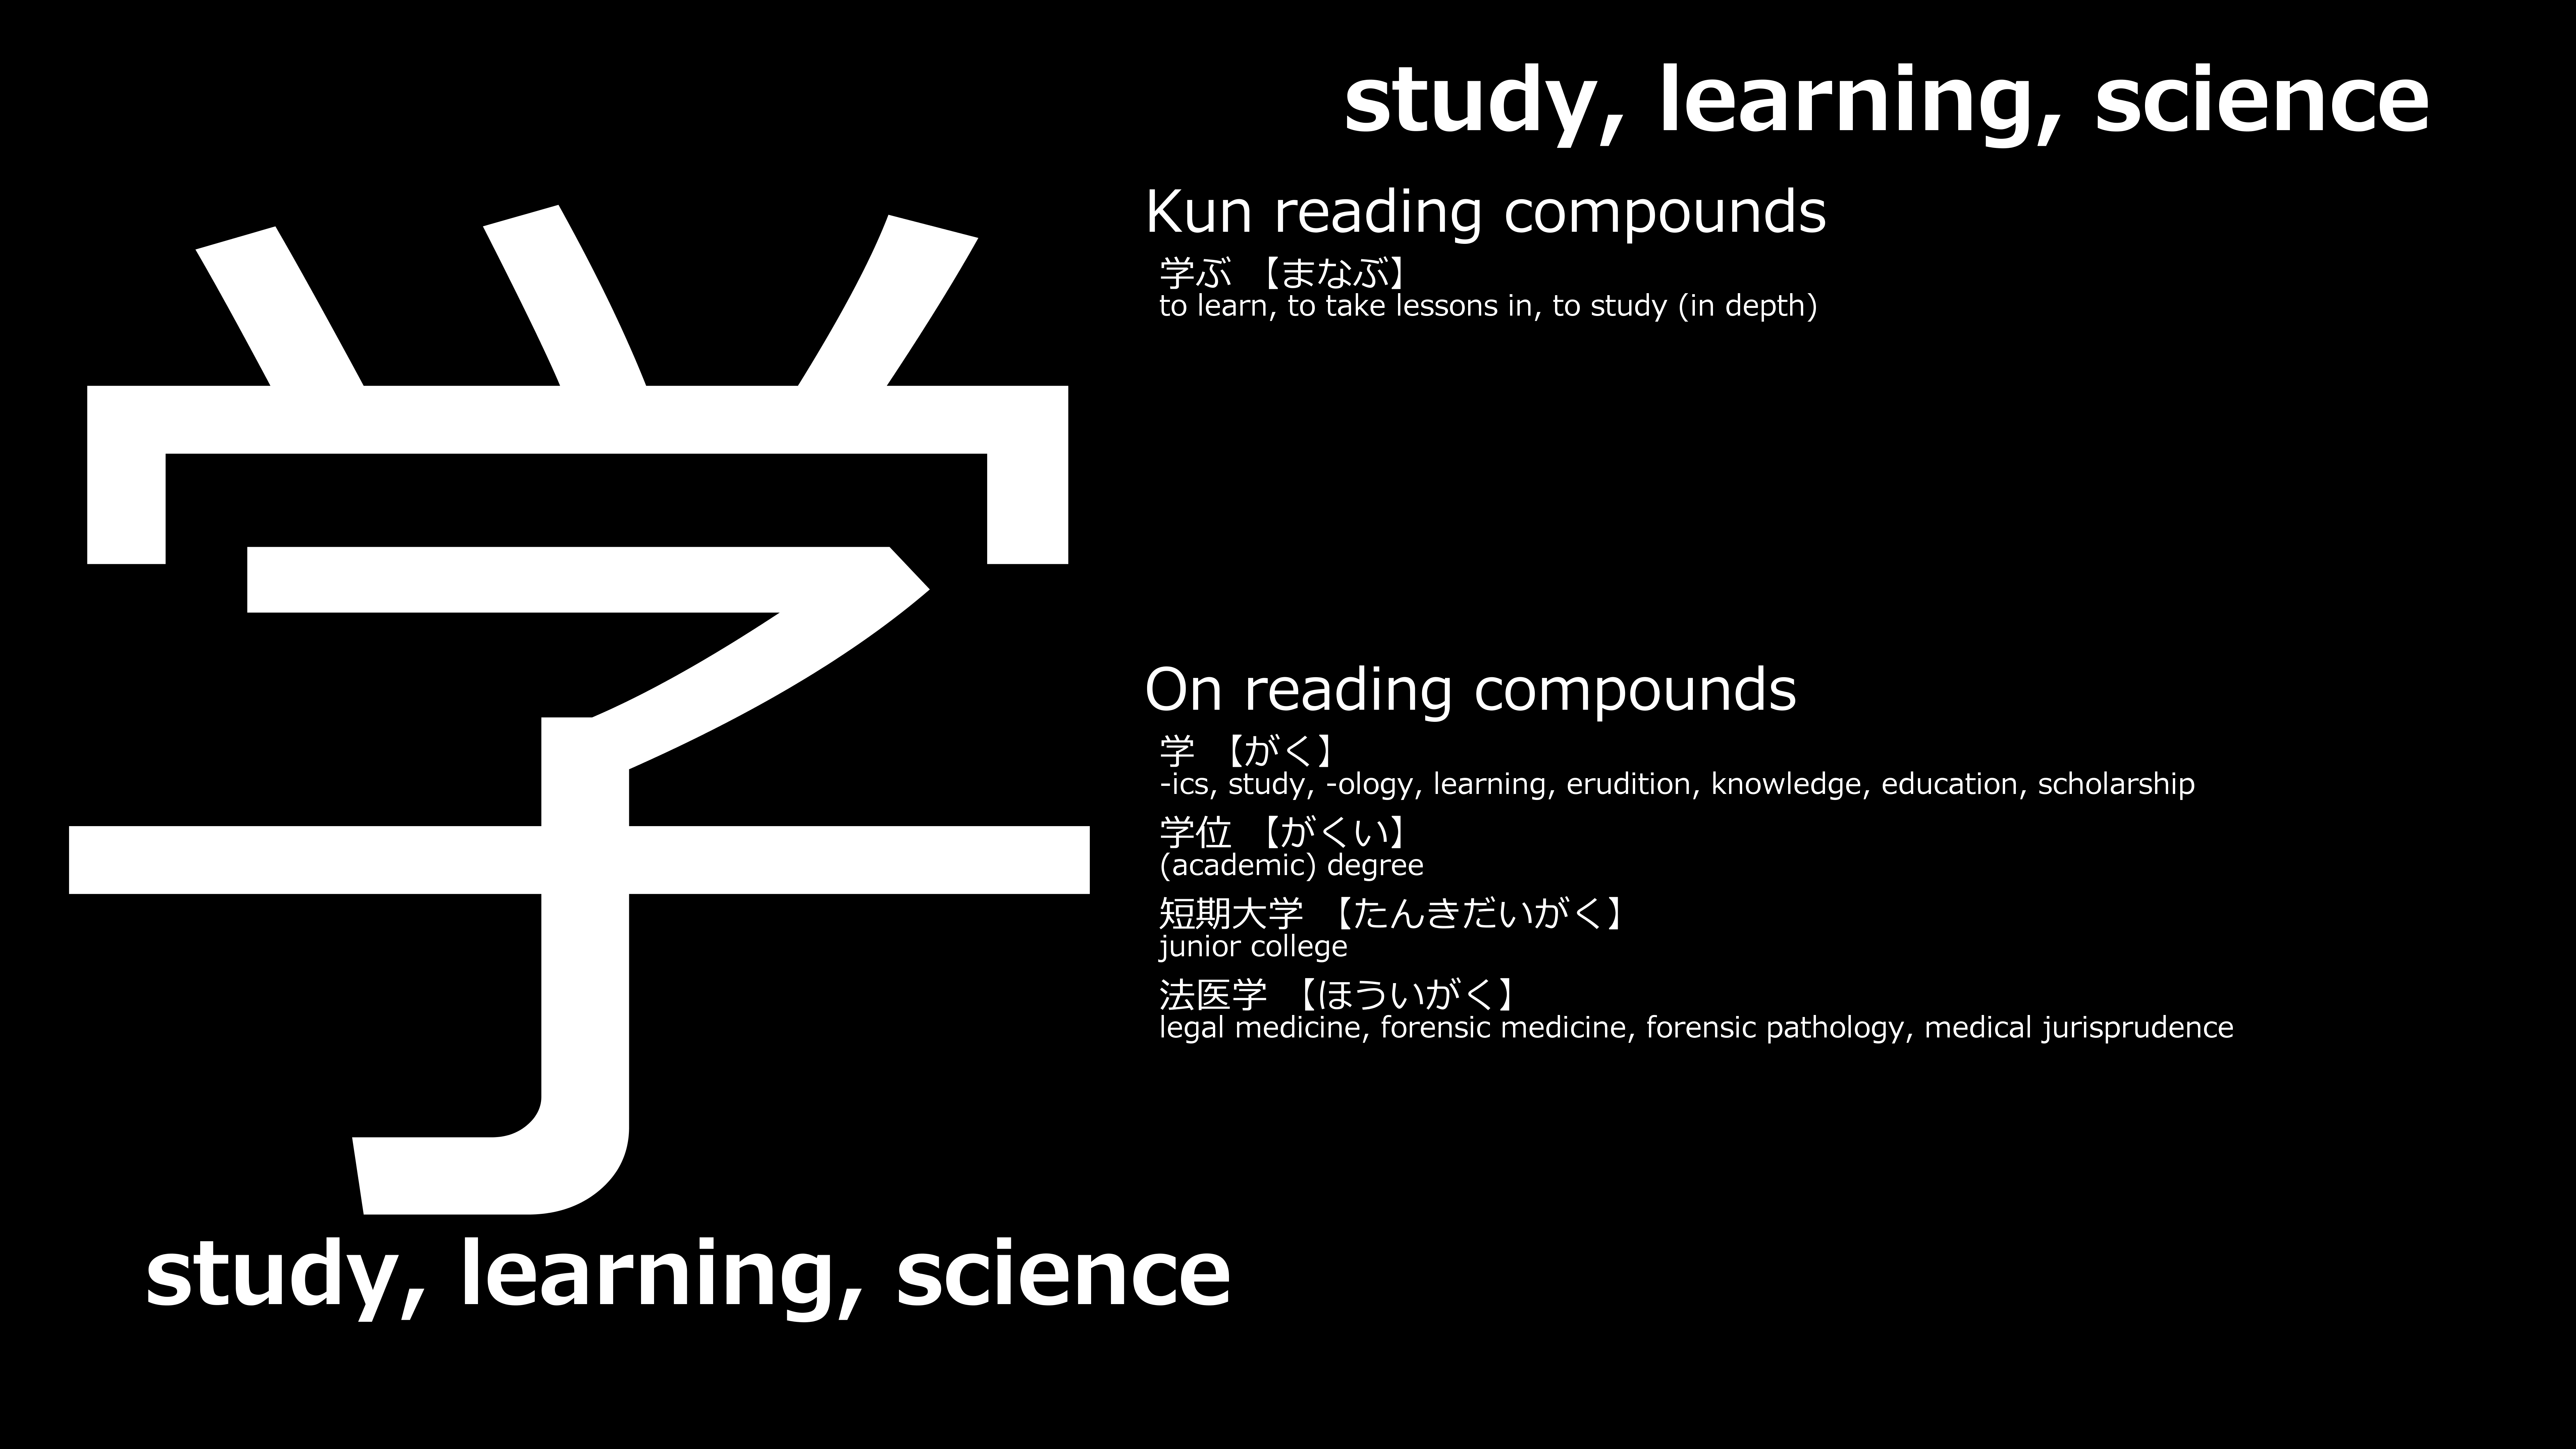 学
study, learning, science
study, learning, science
Kun reading compounds
学ぶ 【まなぶ】
to learn, to take lessons in, to study (in depth)
On reading compounds
学 【がく】
-ics, study, -ology, learning, erudition, knowledge, education, scholarship
学位 【がくい】
(academic) degree
短期大学 【たんきだいがく】
junior college
法医学 【ほういがく】
legal medicine, forensic medicine, forensic pathology, medical jurisprudence